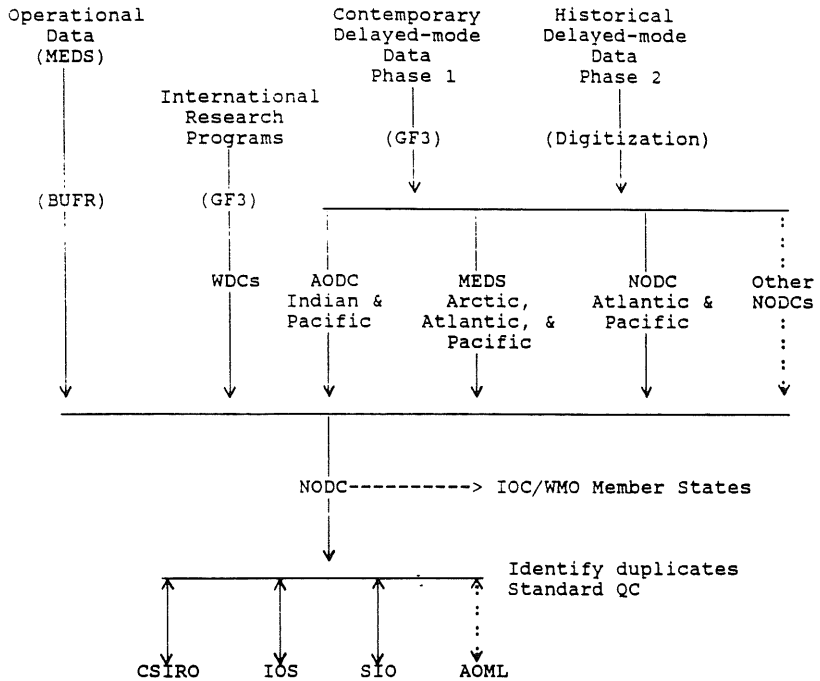 Operational
Data
(MEDS)
Contemporary
Delayed-mode
Data
Phase 1
Historical
Delayed-mode
Data
Phase 2
International
Research
Programs
(GF3)
(Digitization)
(BUFR)
(GF3)
WDCs
AODC
Indian &
Pacific
MEDS
Arctic,
Atlantic, &
Pacific
NODC
Atlantic &
Pacific
Other
NODCs
NODC-----------> IOC/WMO Member States
Identify duplicates
Standard QC
CSIRO
IOS
SIO
AOML